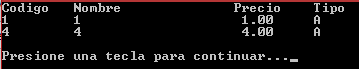 Codigo Nombre Precio Tipo
1 1 1.00 A
4 4 4.00 A
Presione una tecla para continuar..._